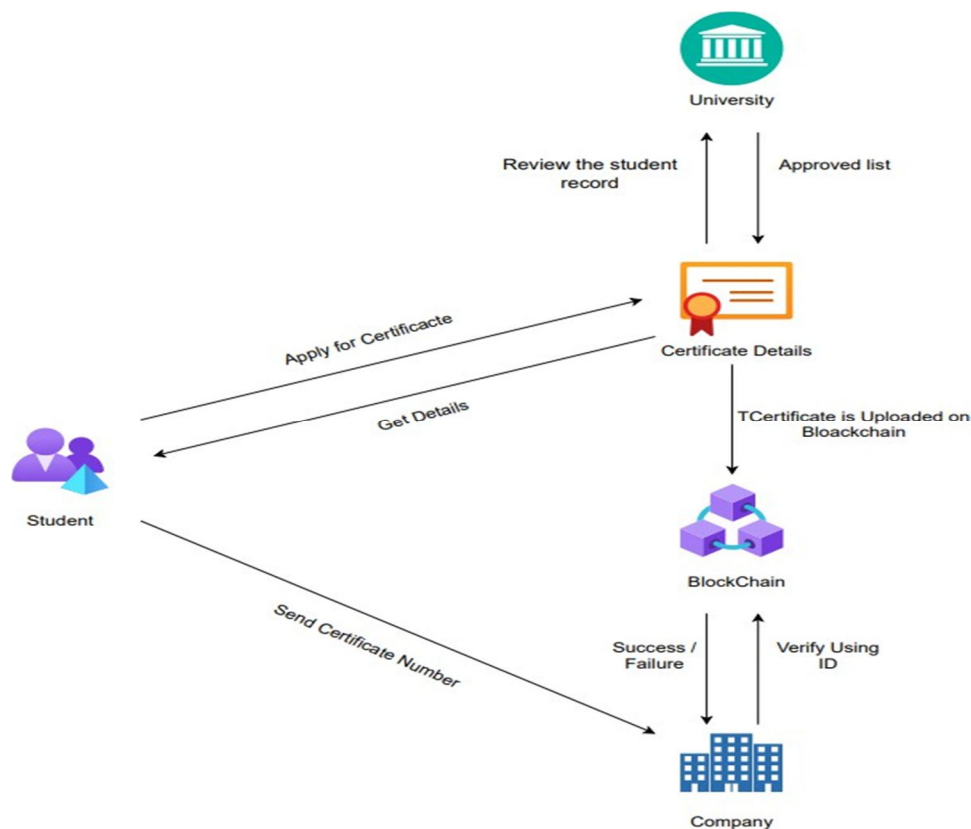 University
Review the student
record
Approved list
Apply for Certificacte
Certificate Details
Get Details
TCertificate is Uploaded on
Bloackchain
Student
BlockChain
Send Certificate Number
Success /
Failure
Verify Using
ID
Company